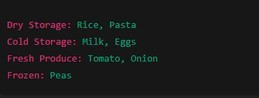 Dry Storage: Rice, Pasta
Cold Storage: Milk, Eggs
Fresh Produce: Tomato, Onion
Frozen: Peas